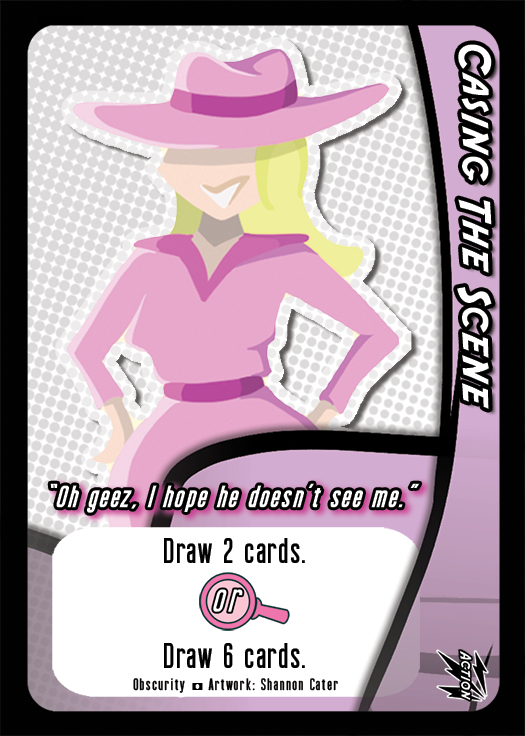 CASING THE SCENE
"Oh geez, I hope he doesn't see me."
Draw 2 cards.
or
Draw 6 cards.
Obscurity ◘ Artwork: Shannon Cater
ACTION